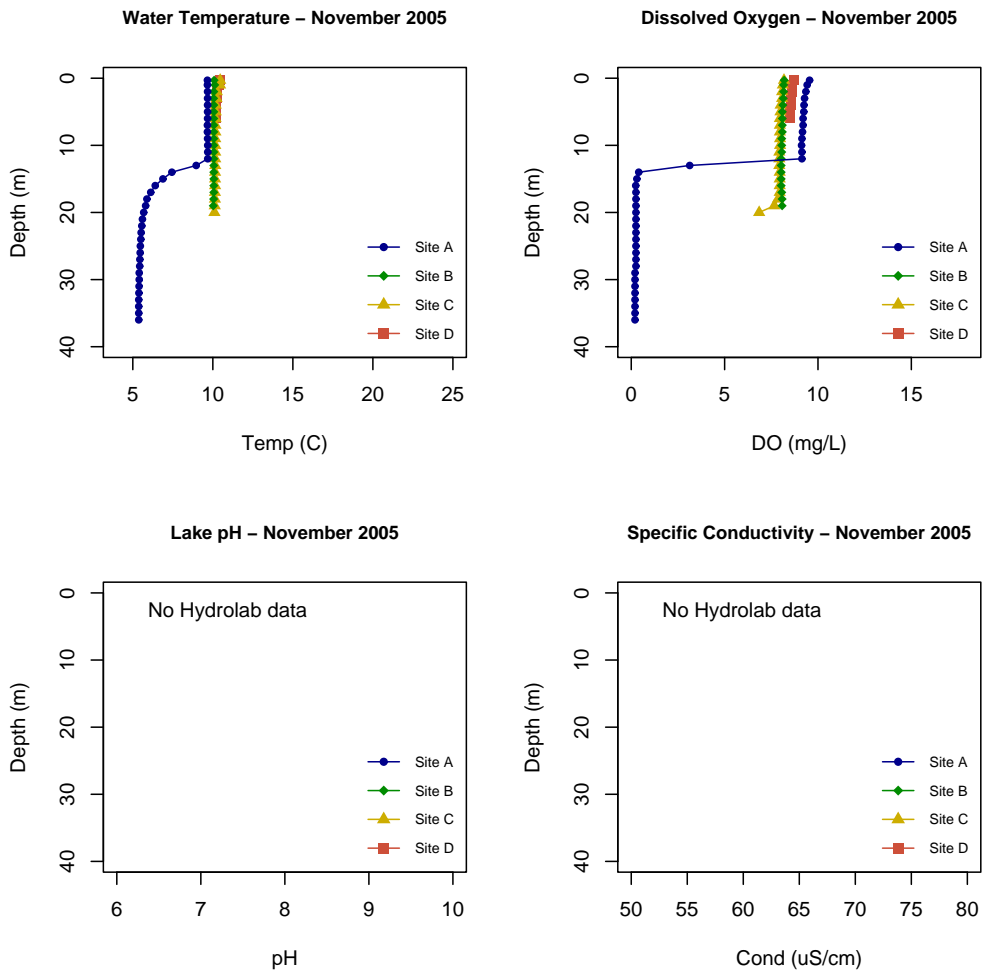 Water Temperature – November 2005
0
10
20
30
40
Depth (m)
5
10
15
20
25
Temp (C)
Site A
Site B
Site C
Site D
Dissolved Oxygen – November 2005
0
10
20
30
40
Depth (m)
0
5
10
15
DO (mg/L)
Site A
Site B
Site C
Site D
Lake pH – November 2005
No Hydrolab data
0
10
20
30
40
Depth (m)
6
7
8
9
10
pH
Site A
Site B
Site C
Site D
Specific Conductivity – November 2005
No Hydrolab data
0
10
20
30
40
Depth (m)
50
55
60
65
70
75
80
Cond (uS/cm)
Site A
Site B
Site C
Site D